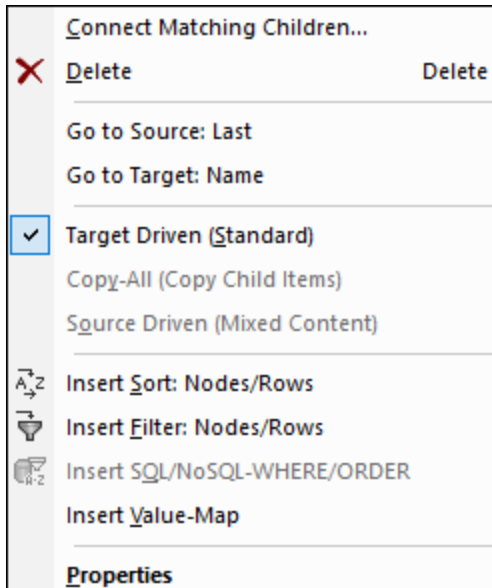 Connect Matching Children...
Delete Delete
Go to Source: Last
Go to Target: Name
Target Driven (Standard)
Copy-All (Copy Child Items)
Source Driven (Mixed Content)
Insert Sort: Nodes/Rows
Insert Filter: Nodes/Rows
Insert SQL/NoSQL-WHERE/ORDER
Insert Value-Map
Properties